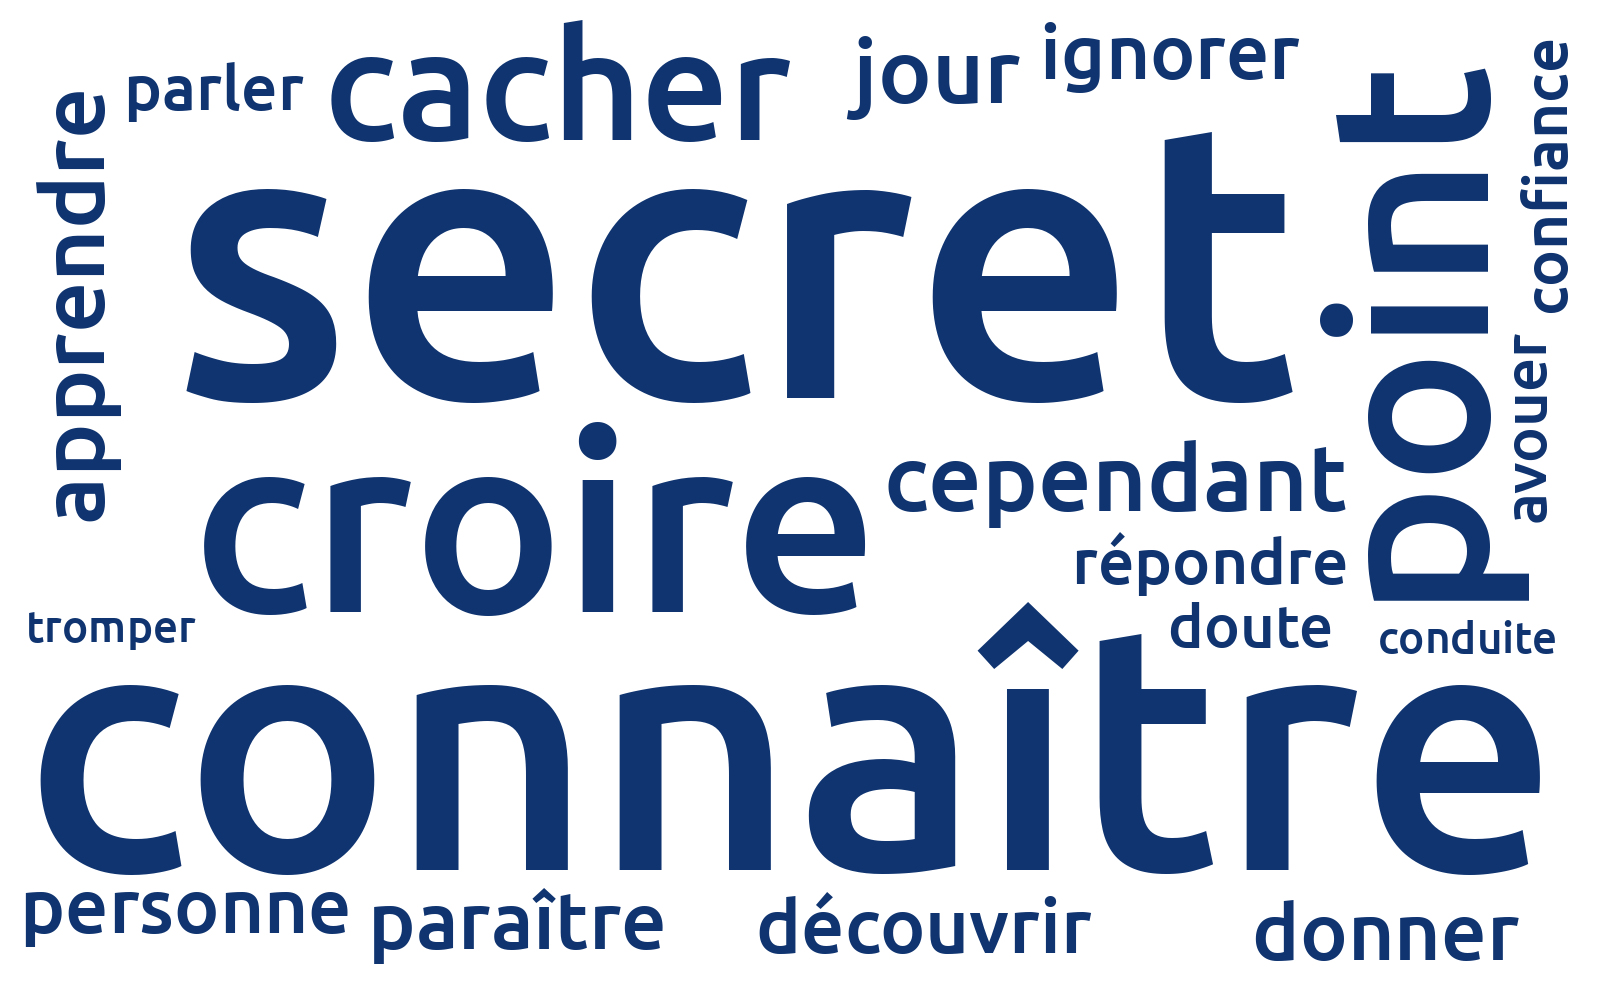 parler
cacher
jour
ignorer
apprendre
secret
point
confiance
avouer
croire
cependant
répondre
doute
tromper
conduite
connaître
personne
paraître
découvrir
donner